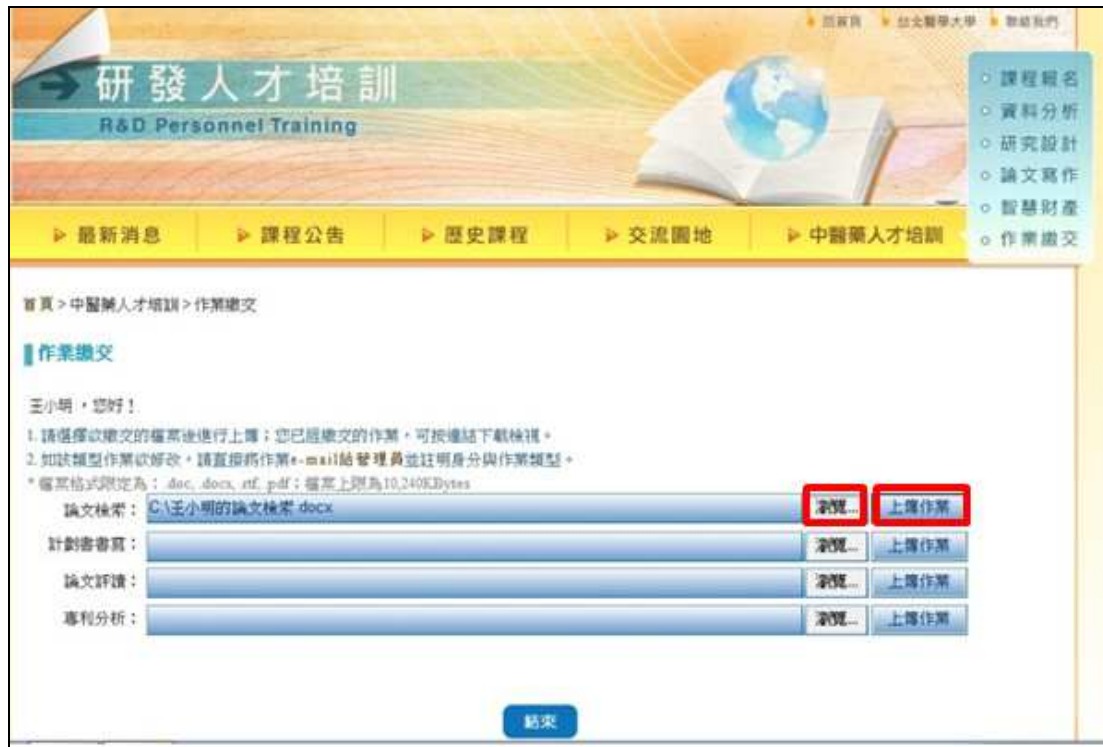 回首頁 台北醫學大學 聯絡我們
研發人才培訓
R&D Personnel Training
課程報名
資料分析
研究設計
論文寫作
智慧財產
作業繳交
最新消息 課程公告 歷史課程 交流園地 中醫藥人才培訓
首頁>中醫藥人才培訓>作業繳交
作業繳交
王小明,您好!
1. 請選擇欲繳交的檔案後進行上傳;您已經繳交的作業,可按連結下載檢視。
2. 如該類型作業欲修改,請直接將作業e-mail給管理員並註明身分與作業類型。
* 檔案格式限定為:.doc, .docx, .rtf, .pdf;檔案上限為10,240KBytes
論文檢索: C:\王小明的論文檢索.docx 瀏覽... 上傳作業
計劃書書寫: 瀏覽... 上傳作業
論文評讀: 瀏覽... 上傳作業
專利分析: 瀏覽... 上傳作業
結束